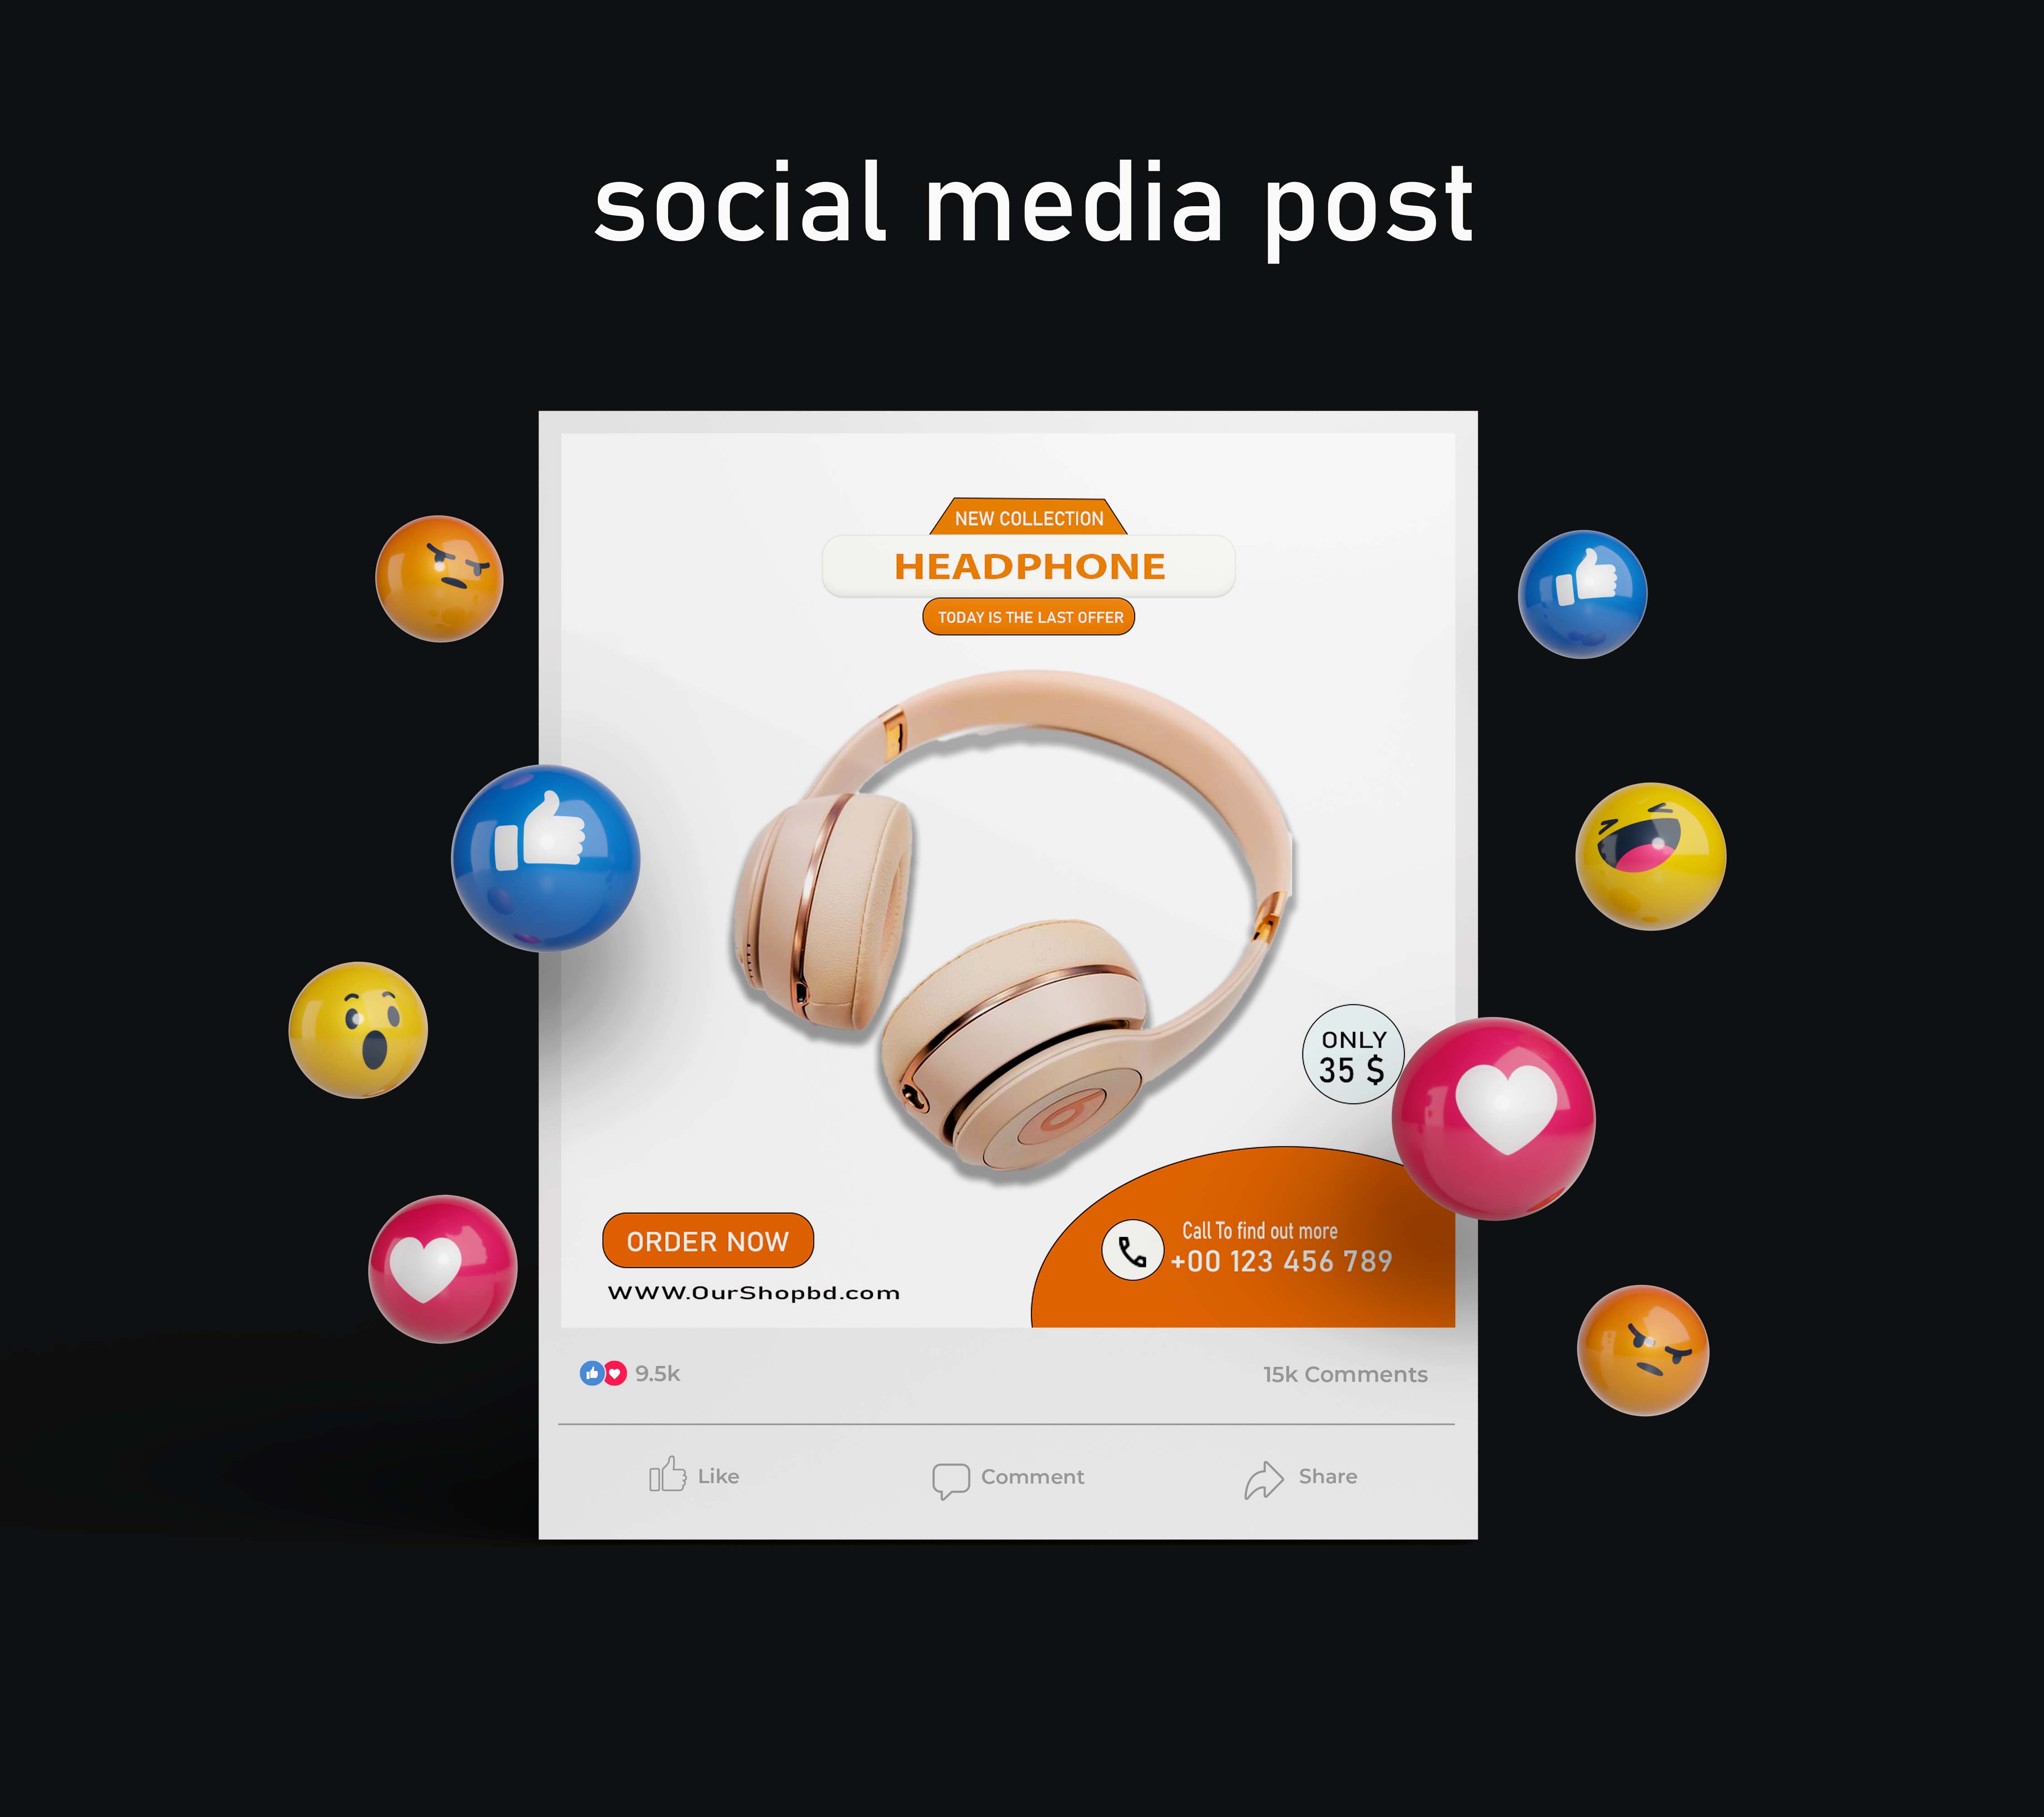 social media post
NEW COLLECTION
HEADPHONE
TODAY IS THE LAST OFFER
ONLY
35 $
ORDER NOW
WWW.OurShopbd.com
Call To find out more
+00 123 456 789
9.5k
15k Comments
Like
Comment
Share